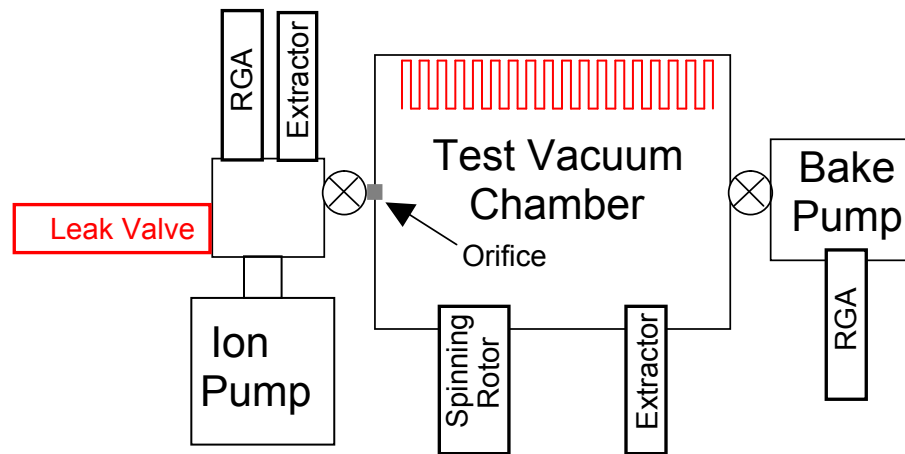 RGA
Extractor
Leak Valve
Ion
Pump
Test Vacuum
Chamber
Orifice
Spinning
Rotor
Extractor
Bake
Pump
RGA